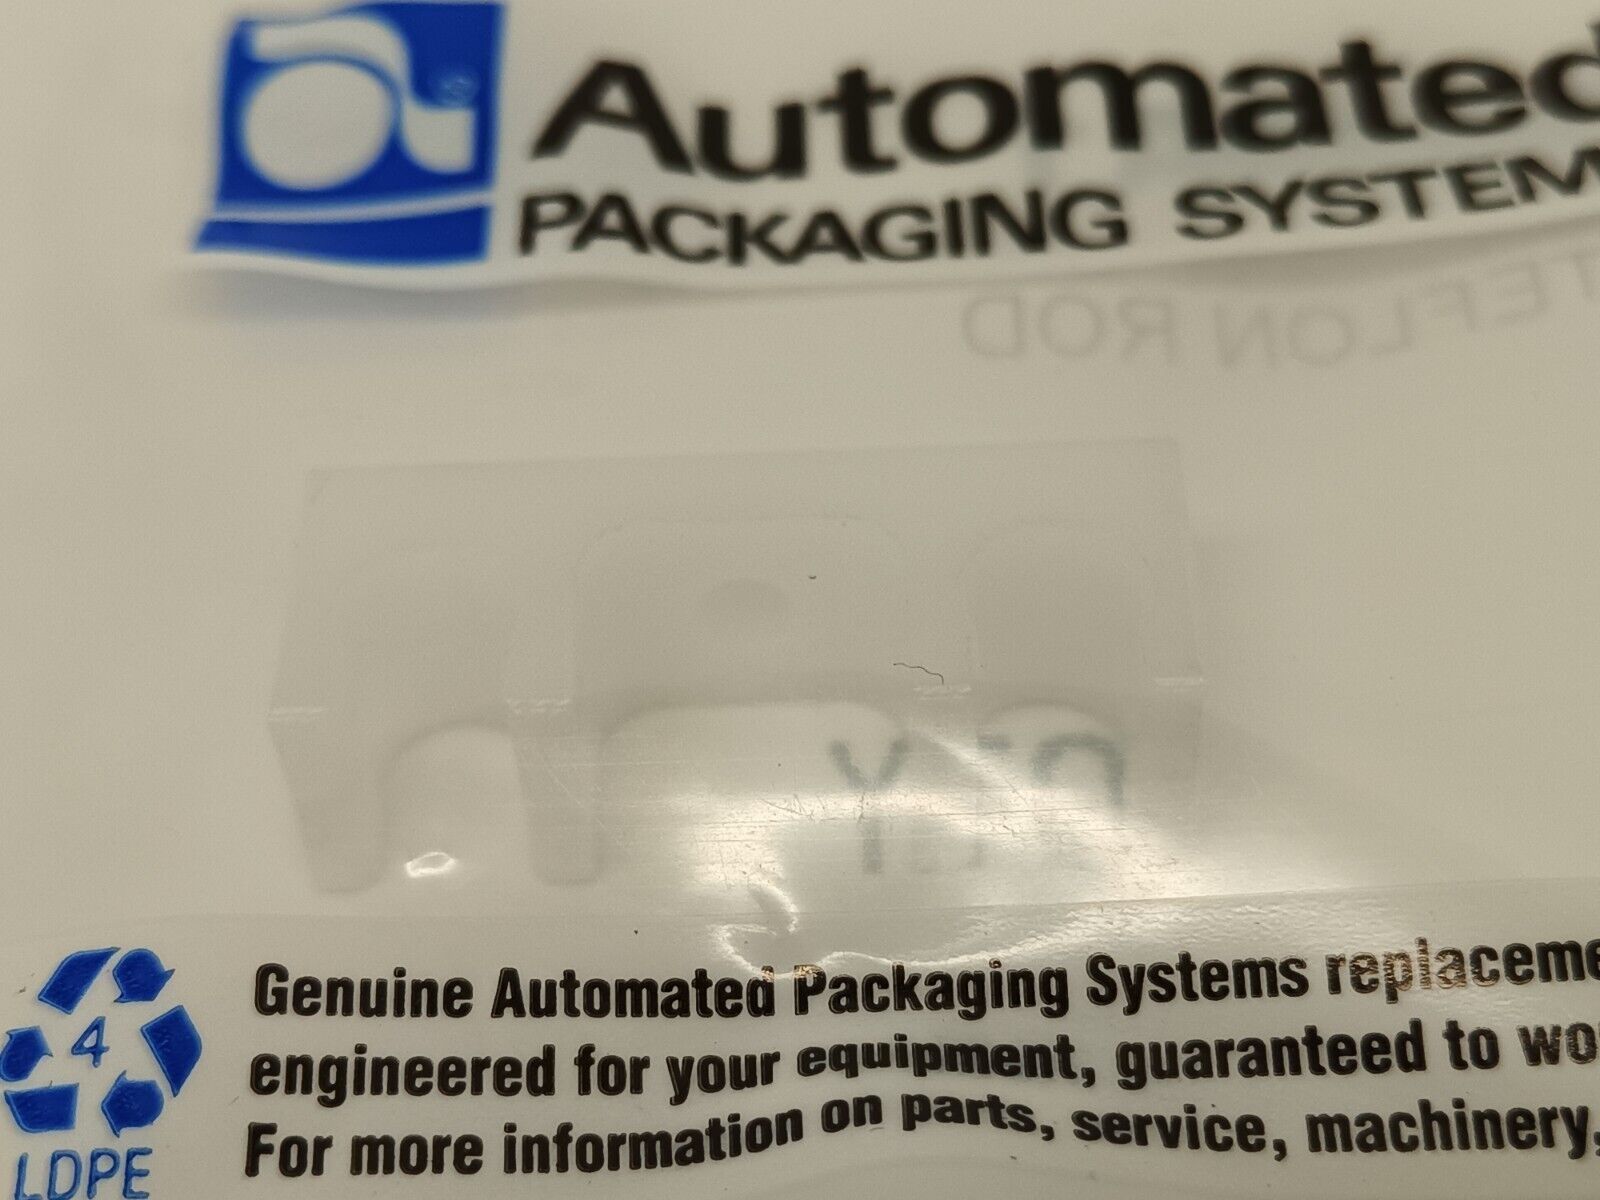 Automated
PACKAGING SYSTEM
TEFLON ROD
Genuine Automated Packaging Systems replaceme
engineered for your equipment, guaranteed to wo
For more information on parts, service, machinery,
4
LDPE